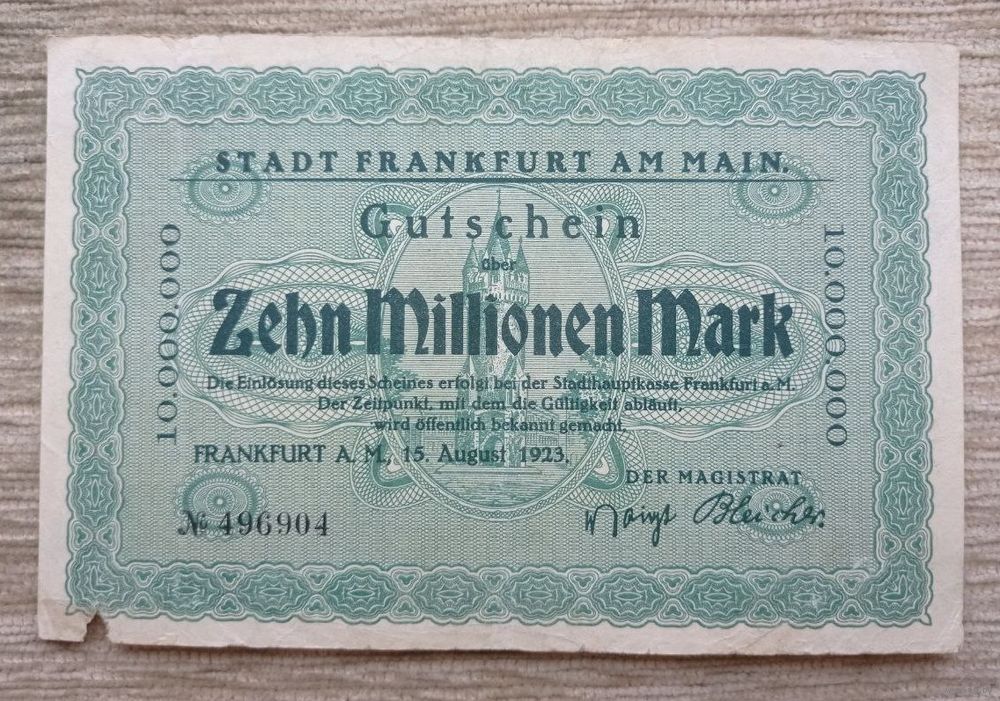 STADT FRANKFURT AM MAIN.
Gutschein
über
Zehn Millionen Mark
10.000.000
10.000.000
Die Einlösung dieses Scheines erfolgt bei der Stadthauptkasse Frankfurt a. M.
Der Zeitpunkt, mit dem die Gültigkeit abläuft,
wird öffentlich bekannt gemacht.
FRANKFURT A. M., 15. August 1923.
DER MAGISTRAT
№ 496904
Voigt Bleicher.